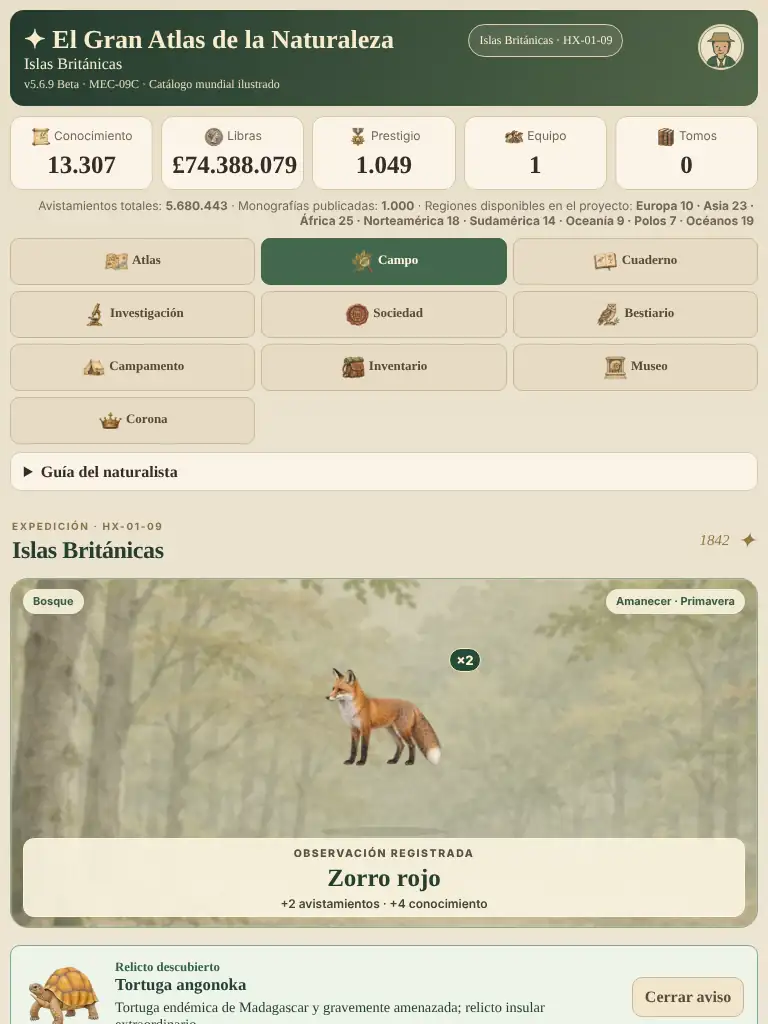 ✦ El Gran Atlas de la Naturaleza
Islas Británicas
v5.6.9 Beta · MEC-09C · Catálogo mundial ilustrado
Islas Británicas · HX-01-09
Conocimiento
13.307
Libras
£74.388.079
Prestigio
1.049
Equipo
1
Tomos
0
Avistamientos totales: 5.680.443 · Monografías publicadas: 1.000 · Regiones disponibles en el proyecto: Europa 10 · Asia 23 ·
África 25 · Norteamérica 18 · Sudamérica 14 · Oceanía 9 · Polos 7 · Océanos 19
Atlas
Campo
Cuaderno
Investigación
Sociedad
Bestiario
Campamento
Inventario
Museo
Corona
▶ Guía del naturalista
EXPEDICIÓN · HX-01-09
Islas Británicas
1842 ✦
Bosque
Amanecer · Primavera
×2
OBSERVACIÓN REGISTRADA
Zorro rojo
+2 avistamientos · +4 conocimiento
Relicto descubierto
Tortuga angonoka
Tortuga endémica de Madagascar y gravemente amenazada; relicto insular
extraordinario.
Cerrar aviso